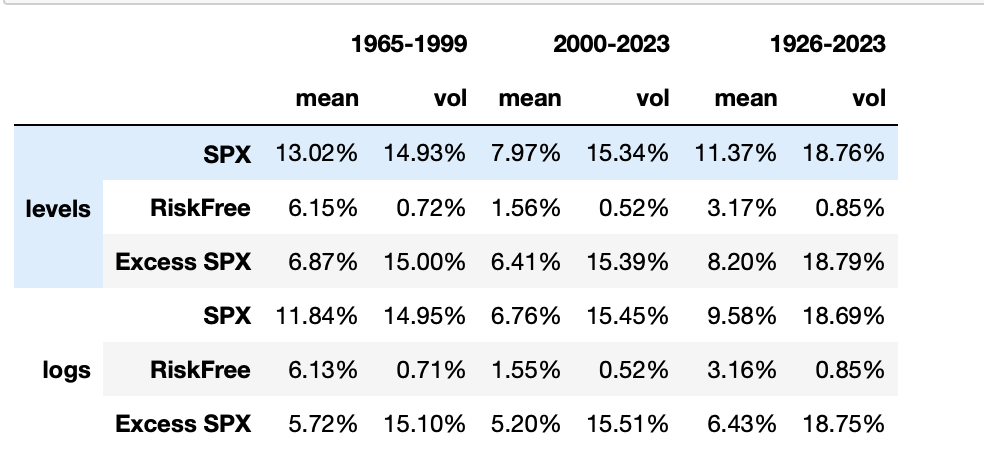 1965-1999 2000-2023 1926-2023
mean vol mean vol mean vol
SPX 13.02% 14.93% 7.97% 15.34% 11.37% 18.76%
levels RiskFree 6.15% 0.72% 1.56% 0.52% 3.17% 0.85%
Excess SPX 6.87% 15.00% 6.41% 15.39% 8.20% 18.79%
SPX 11.84% 14.95% 6.76% 15.45% 9.58% 18.69%
logs RiskFree 6.13% 0.71% 1.55% 0.52% 3.16% 0.85%
Excess SPX 5.72% 15.10% 5.20% 15.51% 6.43% 18.75%